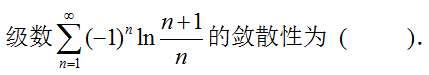 级数$\sum_{n=1}^{\infty}(-1)^n \ln \frac{n+1}{n}$的敛散性为 (    ).